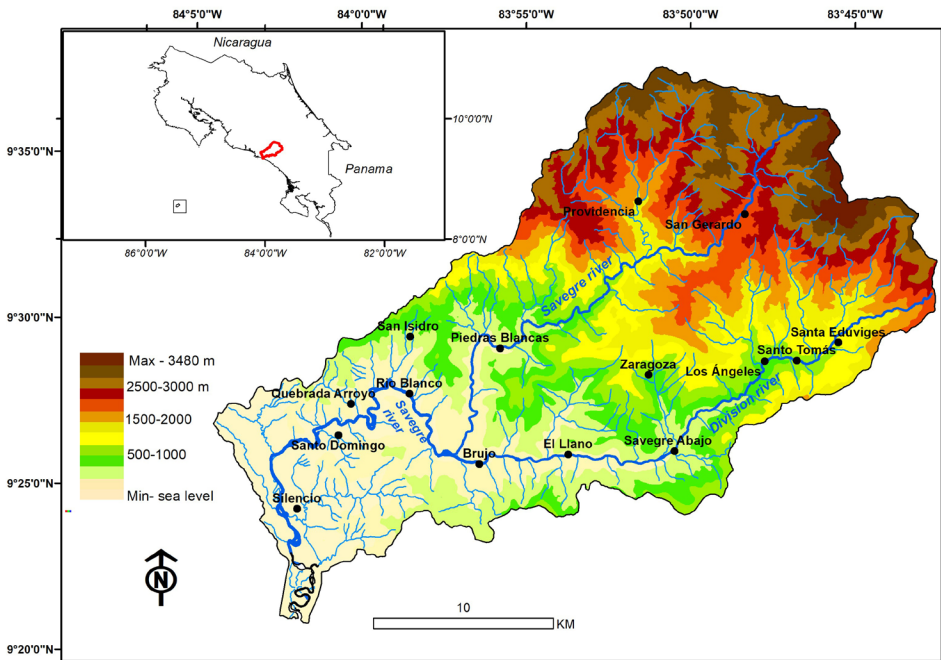 84°5'0"W 84°0'0"W 83°55'0"W 83°50'0"W 83°45'0"W
Nicaragua
Panama
10°0'0"N
8°0'0"N
86°0'0"W 84°0'0"W 82°0'0"W
9°35'0"N
9°30'0"N
9°25'0"N
9°20'0"N
Providencia
San Gerardo
Savegre river
San Isidro
Piedras Blancas
Santa Eduviges
Santo Tomás
Los Ángeles
Zaragoza
Division river
Río Blanco
Quebrada Arroyo
Savegre
river
Santo Domingo
Brujo
El Llano
Savegre Abajo
Silencio
Max - 3480 m
2500-3000 m
1500-2000
500-1000
Min- sea level
N
10
KM